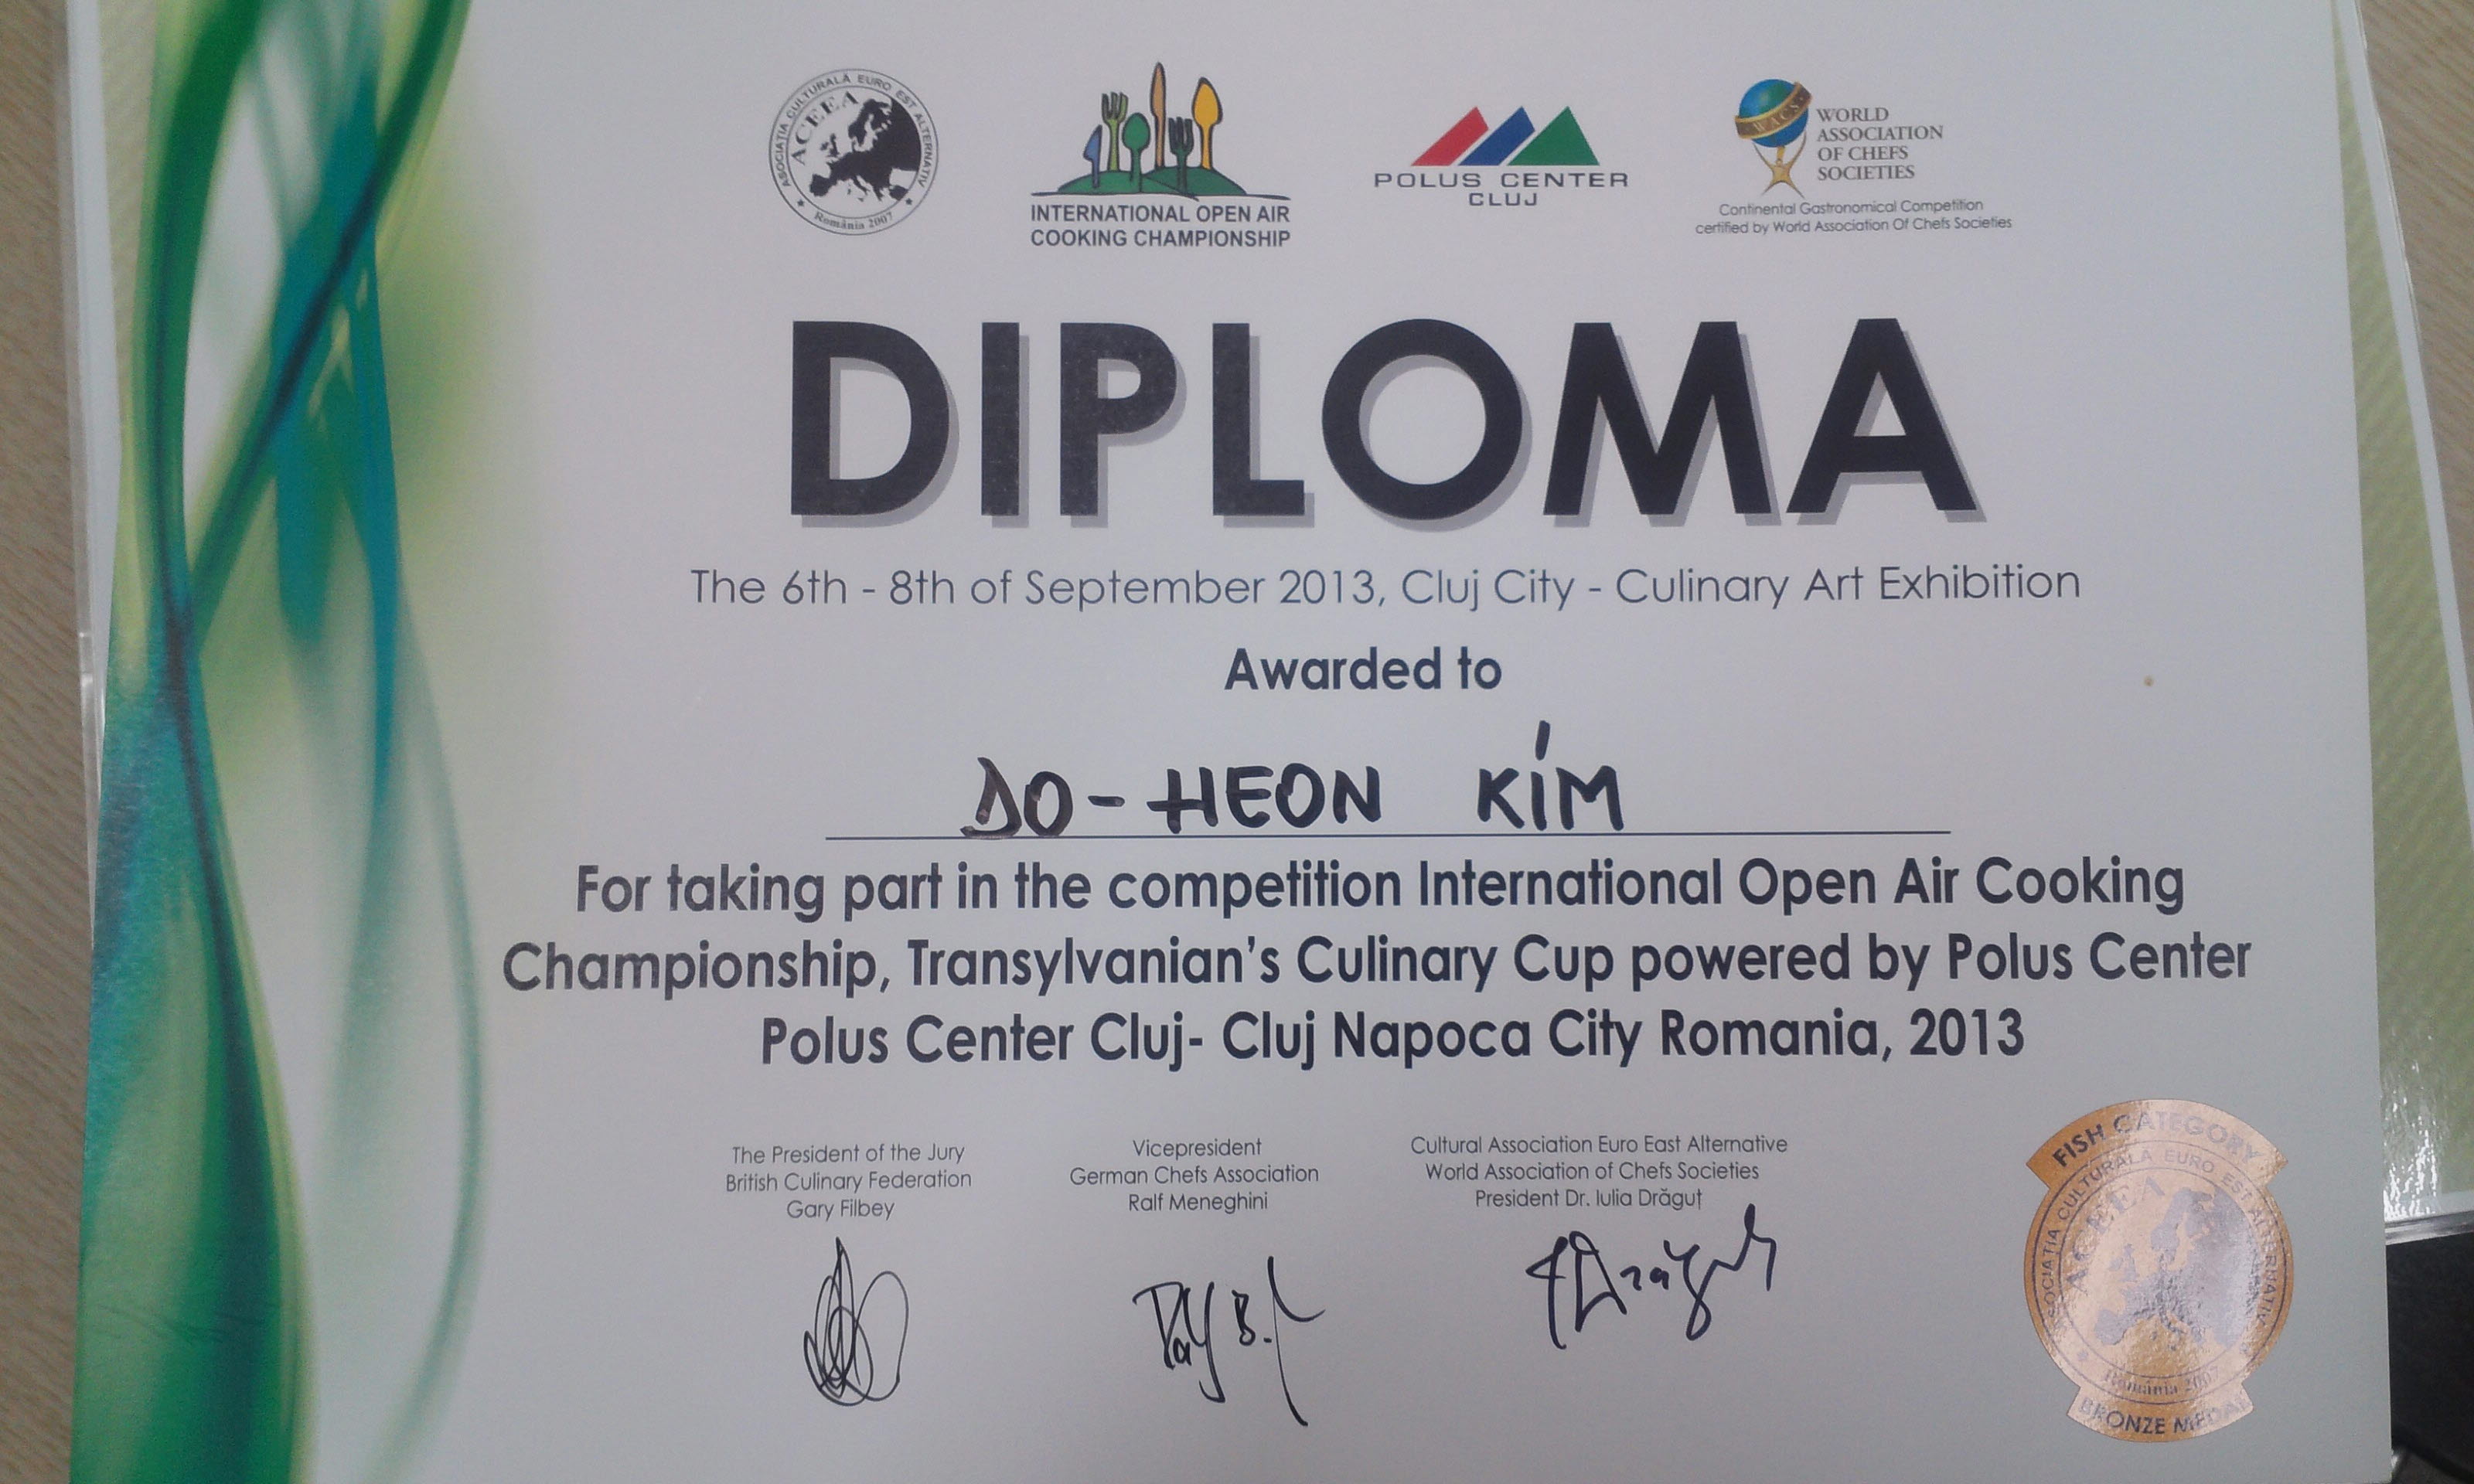 ASOCIAȚIA CULTURALĂ EURO EST ALTERNATIV
ACEEA
România 2007
INTERNATIONAL OPEN AIR
COOKING CHAMPIONSHIP
POLUS CENTER
CLUJ
WACS
WORLD
ASSOCIATION
OF CHEFS
SOCIETIES
Continental Gastronomical Competition
certified by World Association Of Chefs Societies
DIPLOMA
The 6th - 8th of September 2013, Cluj City - Culinary Art Exhibition
Awarded to
DO-HEON KIM
For taking part in the competition International Open Air Cooking
Championship, Transylvanian's Culinary Cup powered by Polus Center
Polus Center Cluj- Cluj Napoca City Romania, 2013
The President of the Jury
British Culinary Federation
Gary Filbey
Vicepresident
German Chefs Association
Ralf Meneghini
Cultural Association Euro East Alternative
World Association of Chefs Societies
President Dr. Iulia Drăguț
FISH CATEGORY
ASOCIAȚIA CULTURALĂ EURO EST ALTERNATIV
ACEEA
România 2007
BRONZE MEDAL